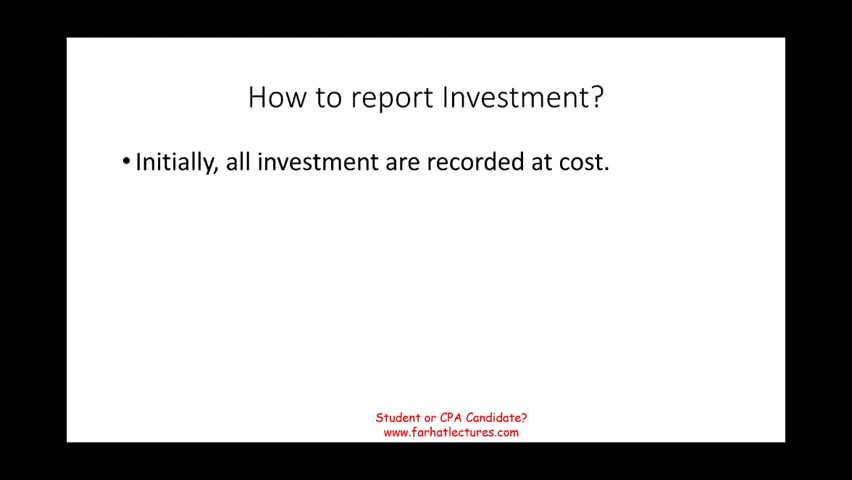 How to report Investment?
• Initially, all investment are recorded at cost.
Student or CPA Candidate?
www.farhatlectures.com